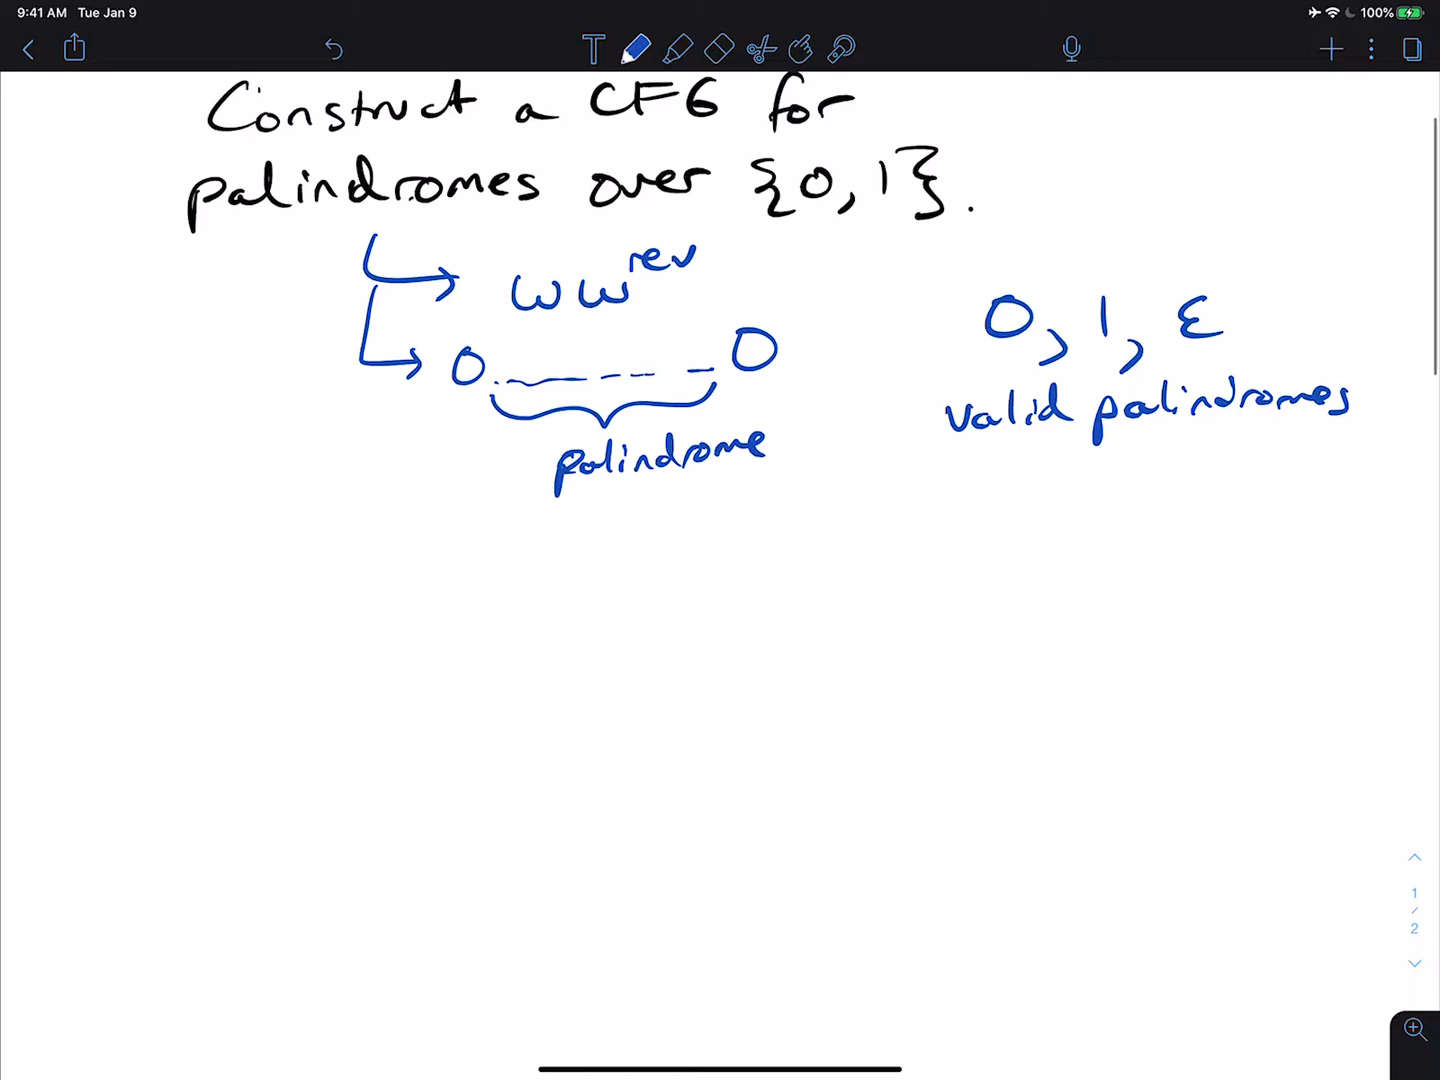 9:41 AM Tue Jan 9
100%
Construct a CFG for
palindromes over {0, 1}.
ww^rev
0 _ _ _ _ 0
palindrome
0, 1, ε
valid palindromes
1
/
2